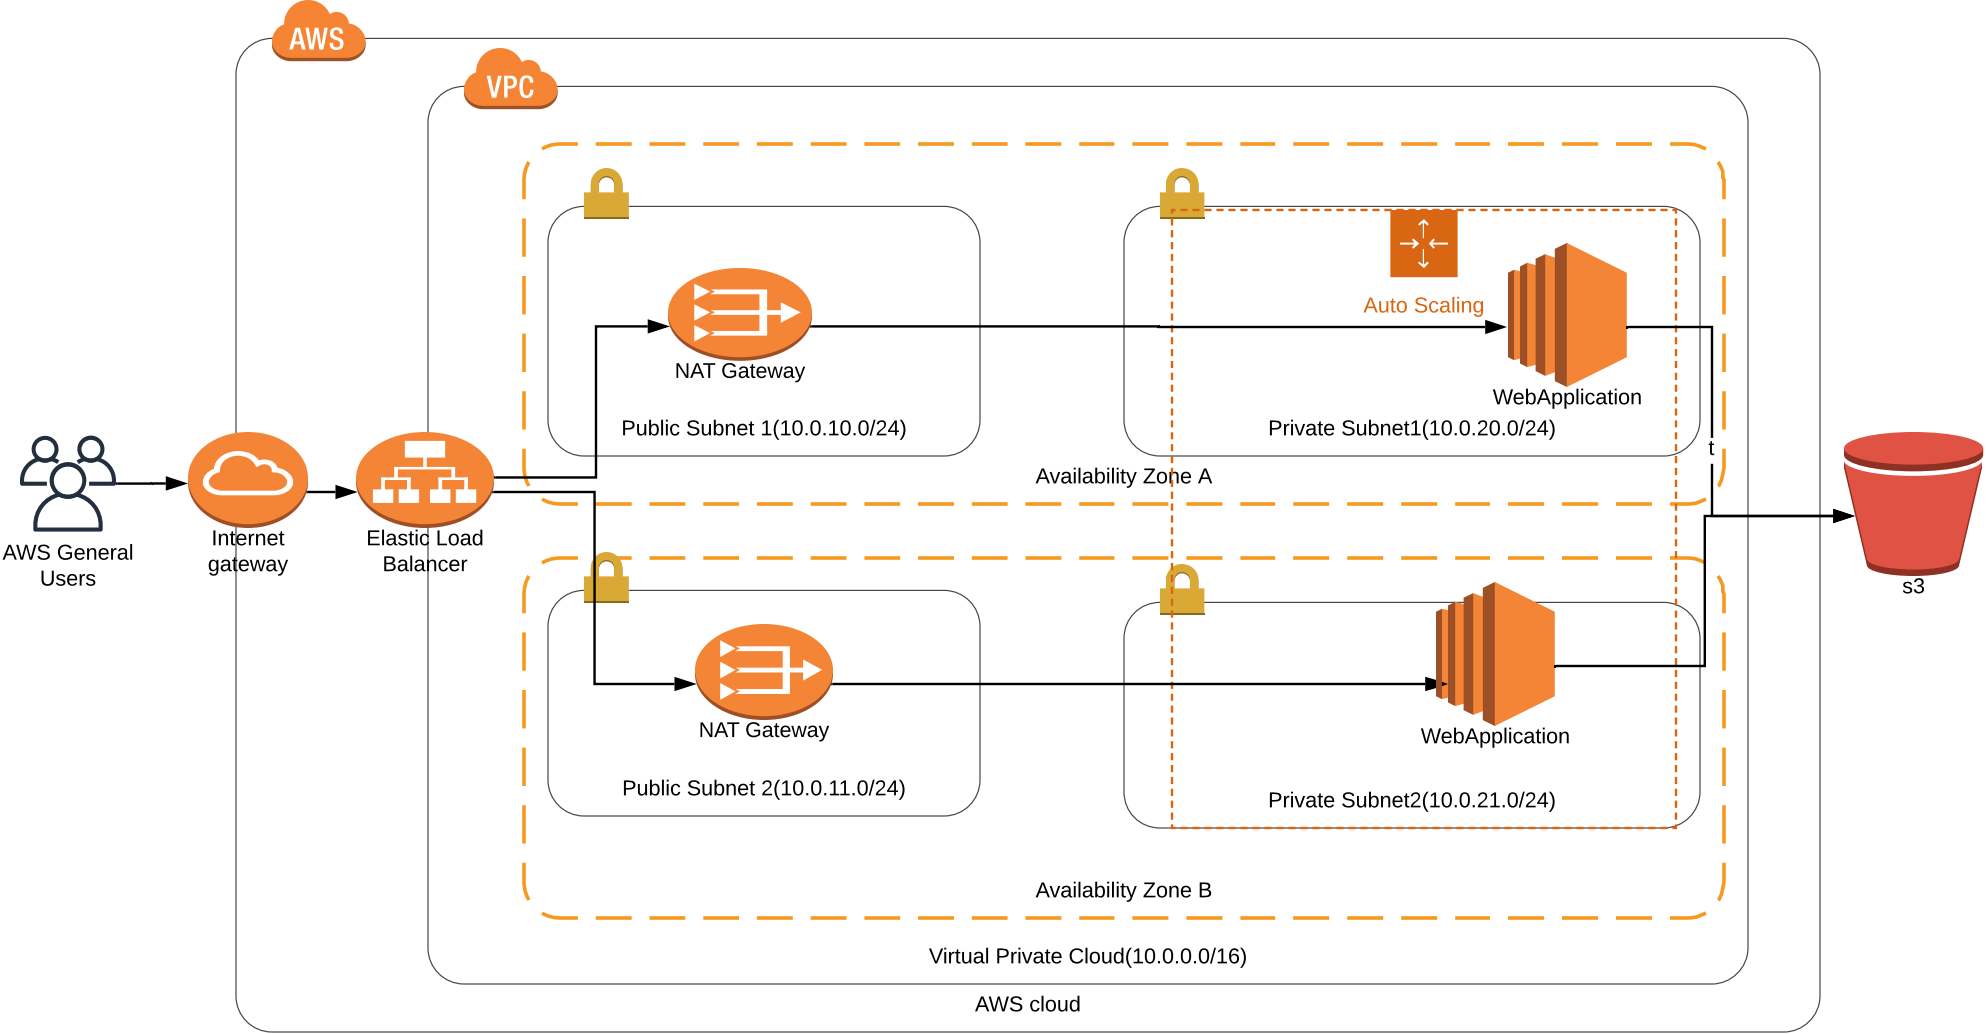 AWS
VPC
Auto Scaling
NAT Gateway
WebApplication
Public Subnet 1(10.0.10.0/24)
Private Subnet1(10.0.20.0/24)
t
Availability Zone A
AWS General
Users
Internet
gateway
Elastic Load
Balancer
s3
NAT Gateway
WebApplication
Public Subnet 2(10.0.11.0/24)
Private Subnet2(10.0.21.0/24)
Availability Zone B
Virtual Private Cloud(10.0.0.0/16)
AWS cloud